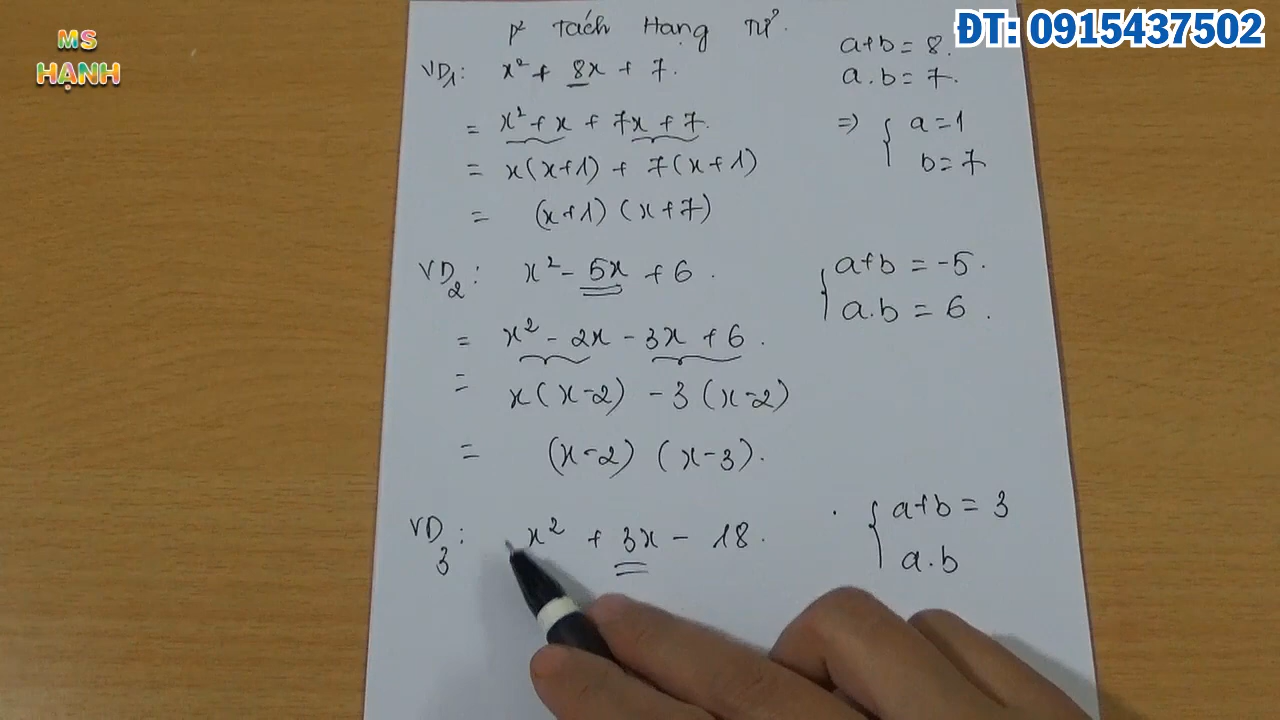 MS
HẠNH
ĐT: 0915437502
P² Tách Hạng Tử.
VD1: x² + 8x + 7.
= x² + x + 7x + 7.
= x(x+1) + 7(x+1)
= (x+1) (x+7)
a+b = 8.
a.b = 7.
=> { a = 1
b = 7
VD2: x² - 5x + 6.
= x² - 2x - 3x + 6.
= x(x-2) - 3(x-2)
= (x-2) (x-3).
{ a+b = -5.
a.b = 6.
VD3: x² + 3x - 18.
{ a+b = 3
a.b